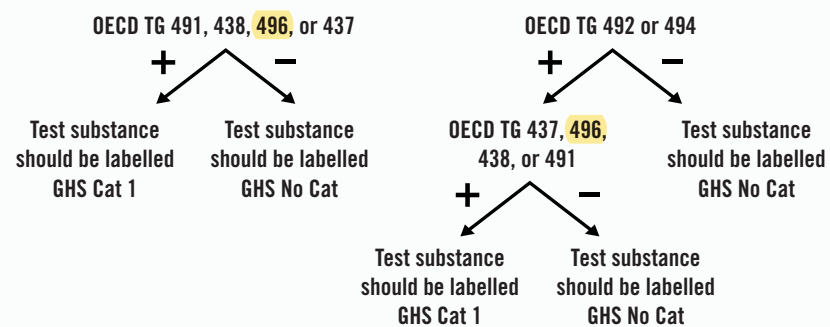 OECD TG 491, 438, 496, or 437
+
−
Test substance
should be labelled
GHS Cat 1
Test substance
should be labelled
GHS No Cat
OECD TG 492 or 494
+
−
OECD TG 437, 496,
438, or 491
Test substance
should be labelled
GHS No Cat
+
−
Test substance
should be labelled
GHS Cat 1
Test substance
should be labelled
GHS No Cat